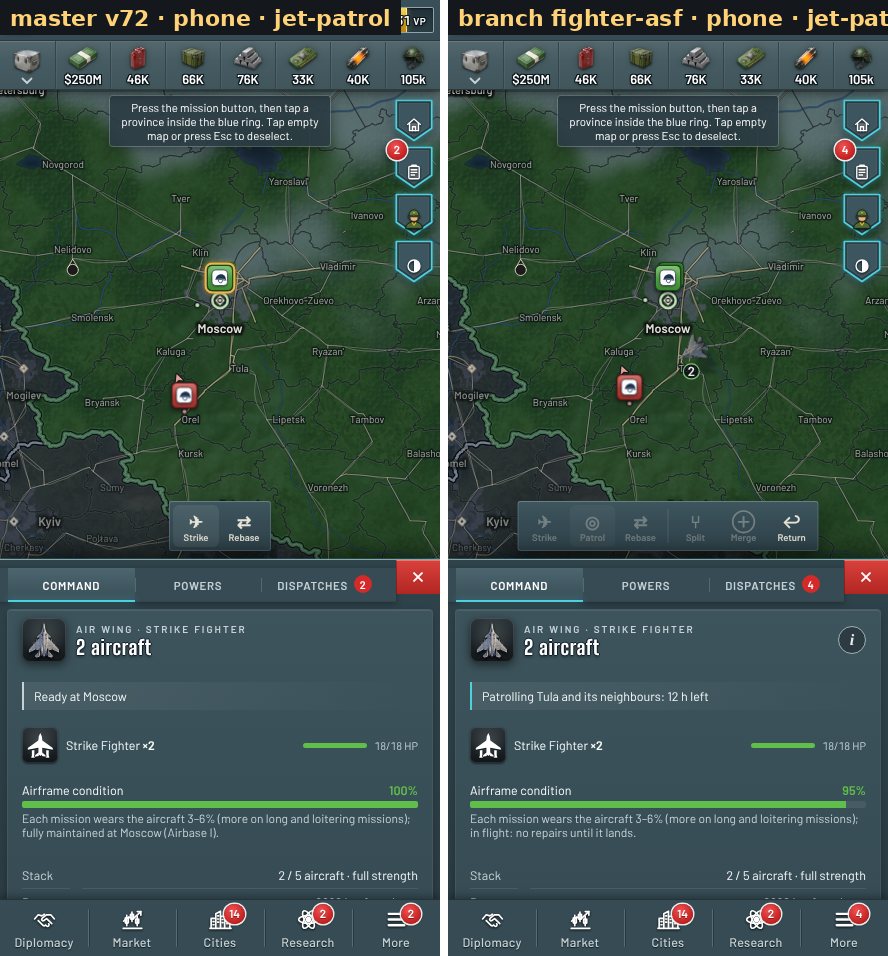 master v72 · phone · jet-patrol
VP
$250M 46K 66K 76K 33K 40K 105k
Press the mission button, then tap a
province inside the blue ring. Tap empty
map or press Esc to deselect.
2
Novgorod
Yaroslavl
Tver
Ivanovo
Nelidovo
Klin
Vladimir
Orekhovo-Zuevo
Smolensk
Moscow
Kaluga
Ryazan
Tula
Mogilev
Bryansk
Orel
Lipetsk
Tambov
Kursk
Sumy
Voronezh
Kyiv
Poltava
Cherkasy
Strike Rebase
COMMAND POWERS DISPATCHES 2
AIR WING · STRIKE FIGHTER
2 aircraft
Ready at Moscow
Strike Fighter ×2 18/18 HP
Airframe condition 100%
Each mission wears the aircraft 3–6% (more on long and loitering missions);
fully maintained at Moscow (Airbase I).
Stack 2 / 5 aircraft · full strength
14 2 2
Diplomacy Market Cities Research More
branch fighter-asf · phone · jet-pat
$250M 46K 66K 76K 33K 40K 105k
Press the mission button, then tap a
province inside the blue ring. Tap empty
map or press Esc to deselect.
4
Novgorod
Yaroslavl
Tver
Ivanovo
Nelidovo
Klin
Vladimir
Orekhovo-Zuevo
Smolensk
Moscow
Kaluga
Ryazan
Tula
2
Bryansk
Orel
Lipetsk
Tambov
Kursk
Sumy
Voronezh
Kyiv
Poltava
Cherkasy
Strike Patrol Rebase Split Merge Return
COMMAND POWERS DISPATCHES 4
AIR WING · STRIKE FIGHTER
2 aircraft
i
Patrolling Tula and its neighbours: 12 h left
Strike Fighter ×2 18/18 HP
Airframe condition 95%
Each mission wears the aircraft 3–6% (more on long and loitering missions);
in flight: no repairs until it lands.
Stack 2 / 5 aircraft · full strength
14 2 4
Diplomacy Market Cities Research More